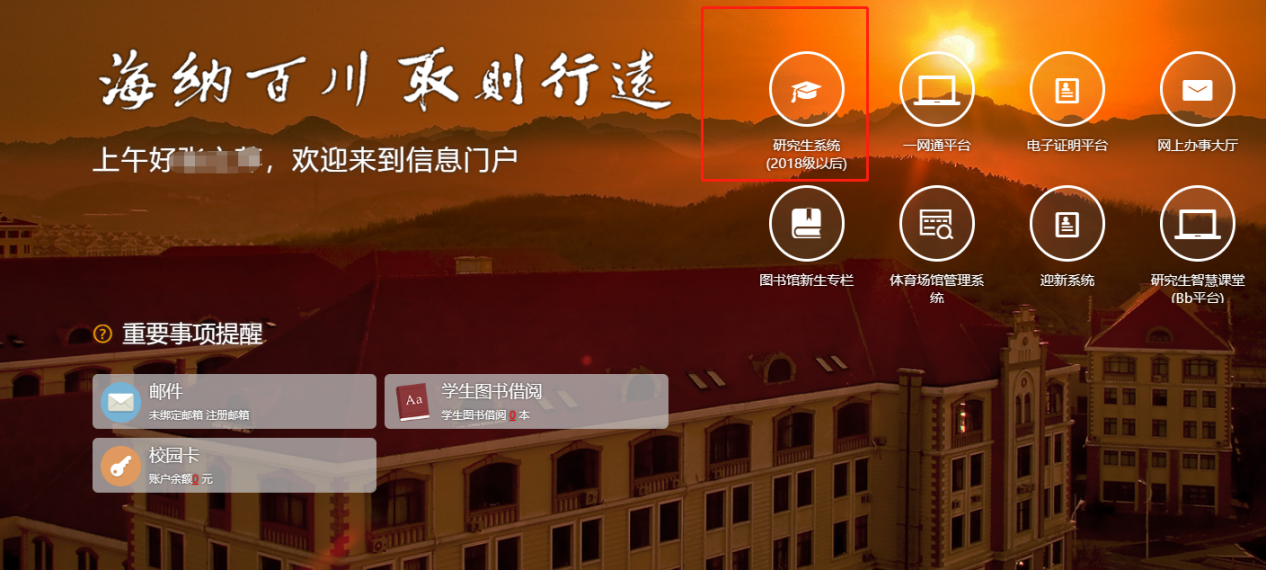 海纳百川 取则行远
上午好，欢迎来到信息门户
研究生系统
(2018级以后)
一网通平台
电子证明平台
网上办事大厅
图书馆新生专栏
体育场馆管理系
统
迎新系统
研究生智慧课堂
(Bb平台)
重要事项提醒
邮件
未绑定邮箱 注册邮箱
Aa
学生图书借阅
学生图书借阅 0 本
校园卡
账户余额0 元